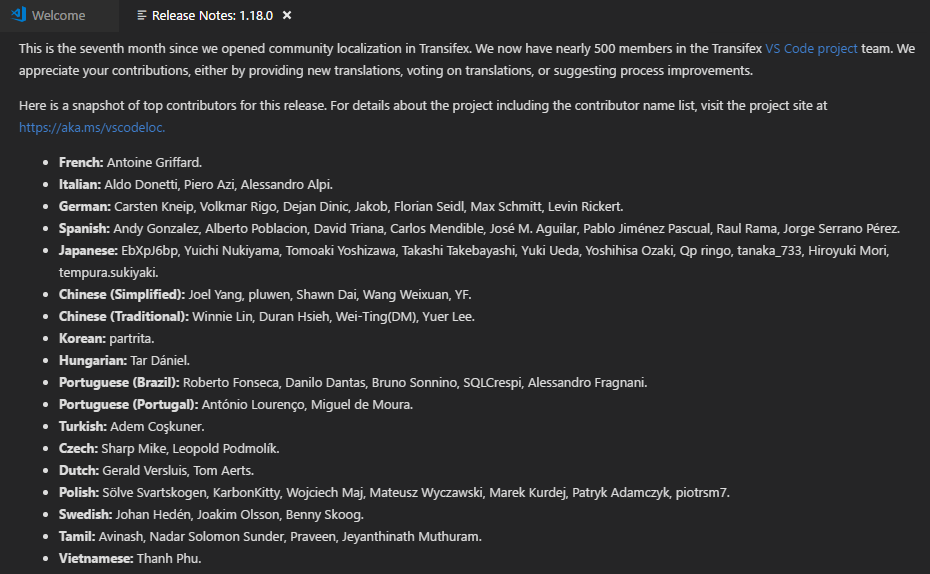 Welcome
Release Notes: 1.18.0
This is the seventh month since we opened community localization in Transifex. We now have nearly 500 members in the Transifex VS Code project team. We
appreciate your contributions, either by providing new translations, voting on translations, or suggesting process improvements.
Here is a snapshot of top contributors for this release. For details about the project including the contributor name list, visit the project site at
https://aka.ms/vscodeloc.
• French: Antoine Griffard.
• Italian: Aldo Donetti, Piero Azi, Alessandro Alpi.
• German: Carsten Kneip, Volkmar Rigo, Dejan Dinic, Jakob, Florian Seidl, Max Schmitt, Levin Rickert.
• Spanish: Andy Gonzalez, Alberto Poblacion, David Triana, Carlos Mendible, José M. Aguilar, Pablo Jiménez Pascual, Raul Rama, Jorge Serrano Pérez.
• Japanese: EbXpJ6bp, Yuichi Nukiyama, Tomoaki Yoshizawa, Takashi Takebayashi, Yuki Ueda, Yoshihisa Ozaki, Qp ringo, tanaka_733, Hiroyuki Mori,
tempura.sukiyaki.
• Chinese (Simplified): Joel Yang, pluwen, Shawn Dai, Wang Weixuan, YF.
• Chinese (Traditional): Winnie Lin, Duran Hsieh, Wei-Ting(DM), Yuer Lee.
• Korean: partrita.
• Hungarian: Tar Dániel.
• Portuguese (Brazil): Roberto Fonseca, Danilo Dantas, Bruno Sonnino, SQLCrespi, Alessandro Fragnani.
• Portuguese (Portugal): António Lourenço, Miguel de Moura.
• Turkish: Adem Coşkuner.
• Czech: Sharp Mike, Leopold Podmolík.
• Dutch: Gerald Versluis, Tom Aerts.
• Polish: Sölve Svartskogen, KarbonKitty, Wojciech Maj, Mateusz Wyczawski, Marek Kurdej, Patryk Adamczyk, piotrsm7.
• Swedish: Johan Hedén, Joakim Olsson, Benny Skoog.
• Tamil: Avinash, Nadar Solomon Sunder, Praveen, Jeyanthinath Muthuram.
• Vietnamese: Thanh Phu.